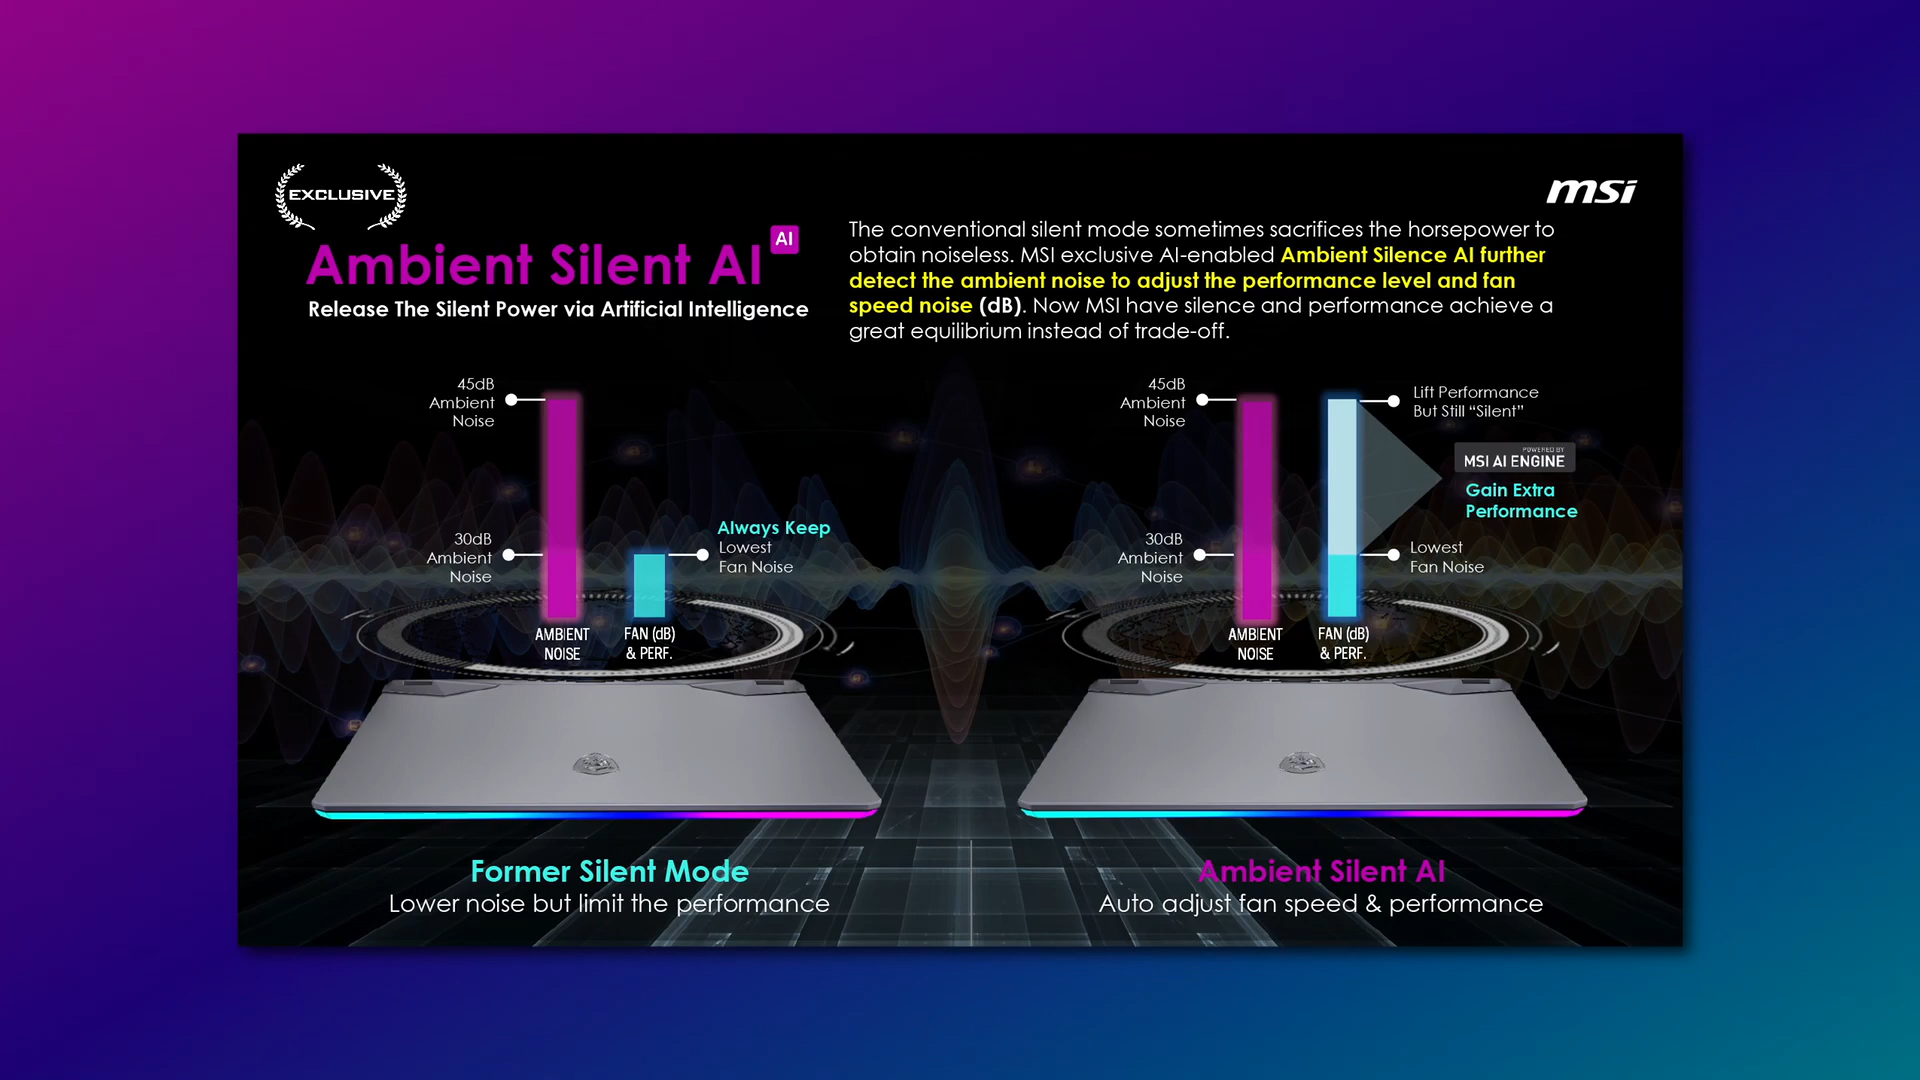 EXCLUSIVE
msi
Ambient Silent AI AI
Release The Silent Power via Artificial Intelligence
The conventional silent mode sometimes sacrifices the horsepower to
obtain noiseless. MSI exclusive AI-enabled Ambient Silence AI further
detect the ambient noise to adjust the performance level and fan
speed noise (dB). Now MSI have silence and performance achieve a
great equilibrium instead of trade-off.
45dB
Ambient
Noise
30dB
Ambient
Noise
Always Keep
Lowest
Fan Noise
AMBIENT
NOISE
FAN (dB)
& PERF.
Former Silent Mode
Lower noise but limit the performance
45dB
Ambient
Noise
30dB
Ambient
Noise
Lift Performance
But Still “Silent”
POWERED BY
MSI AI ENGINE
Gain Extra
Performance
Lowest
Fan Noise
AMBIENT
NOISE
FAN (dB)
& PERF.
Ambient Silent AI
Auto adjust fan speed & performance